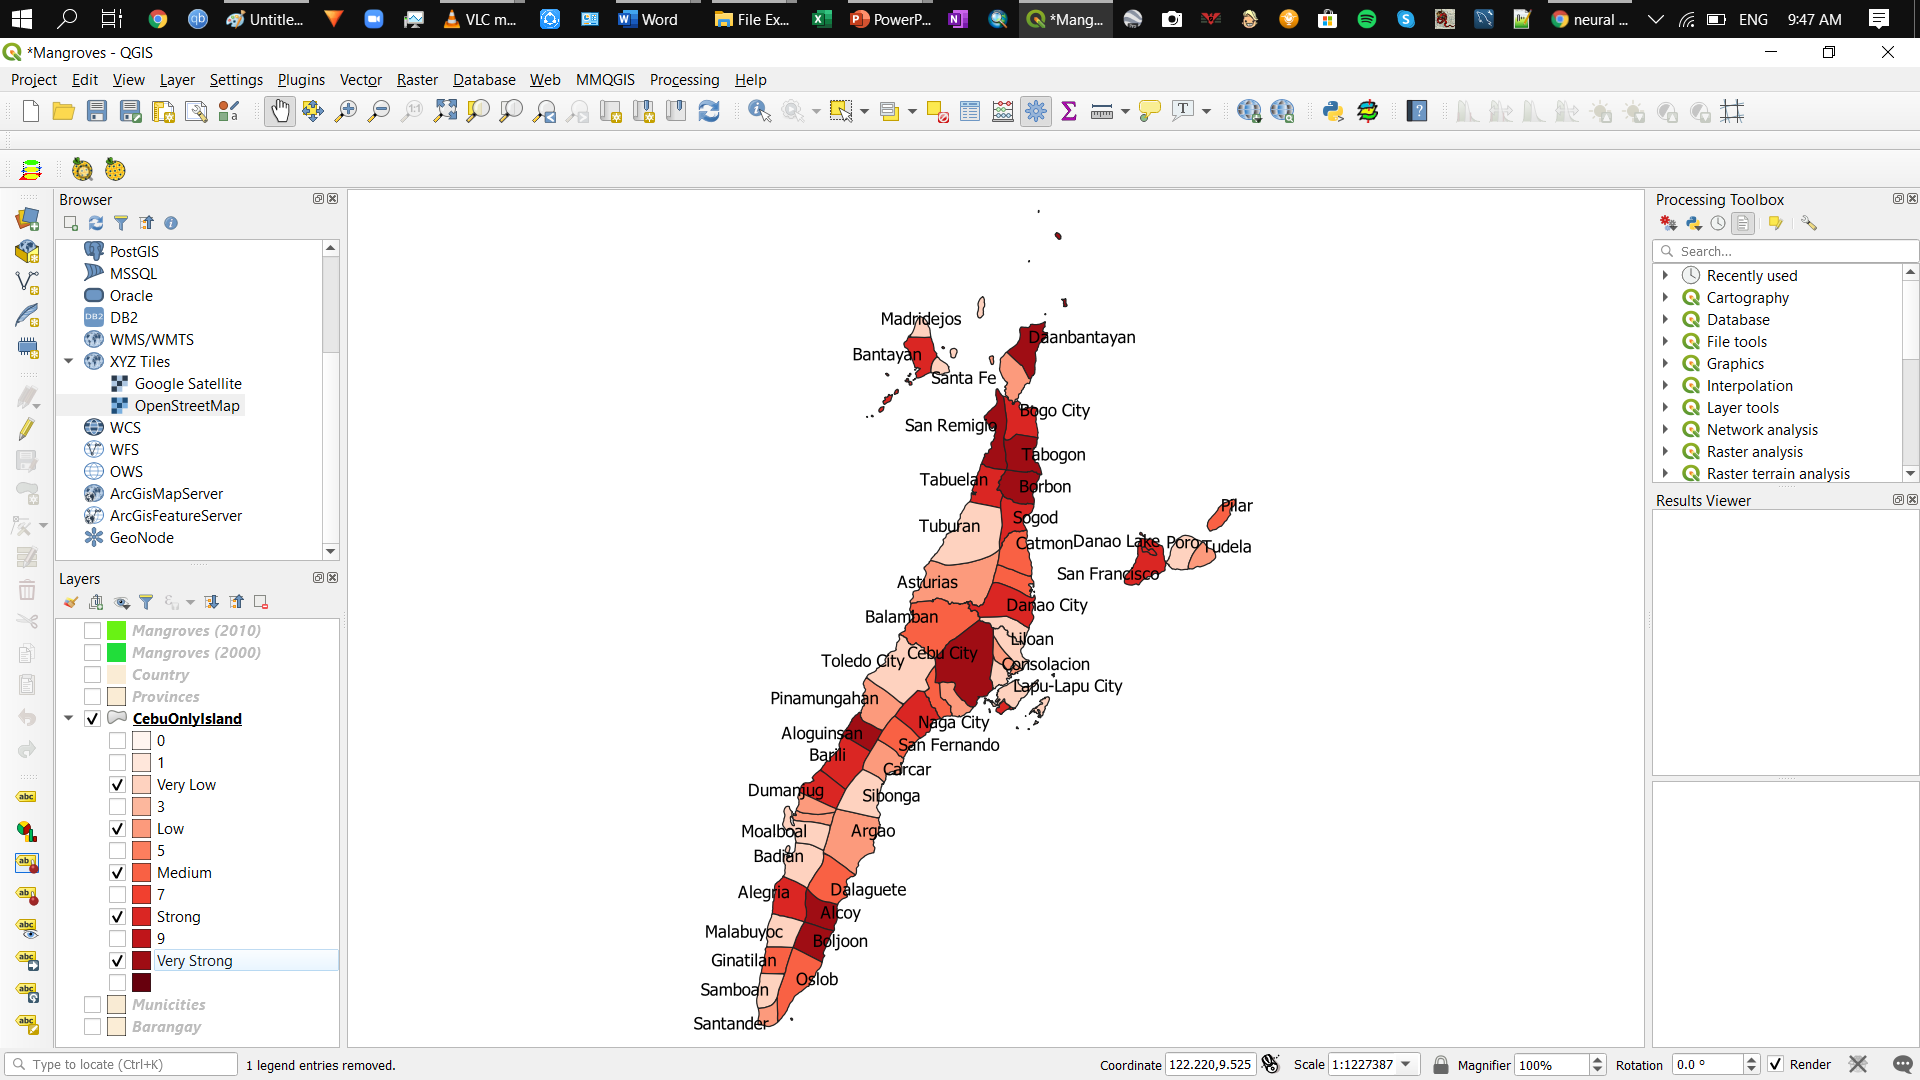 Untitle...
VLC m...
Word
File Ex...
PowerP...
*Mang...
neural ...
ENG
9:47 AM
*Mangroves - QGIS
Project Edit View Layer Settings Plugins Vector Raster Database Web MMQGIS Processing Help
Browser
PostGIS
MSSQL
Oracle
DB2
WMS/WMTS
XYZ Tiles
Google Satellite
OpenStreetMap
WCS
WFS
OWS
ArcGisMapServer
ArcGisFeatureServer
GeoNode
Layers
Mangroves (2010)
Mangroves (2000)
Country
Provinces
CebuOnlyIsland
0
1
Very Low
3
Low
5
Medium
7
Strong
9
Very Strong
Municities
Barangay
Madridejos
Daanbantayan
Bantayan
Santa Fe
Bogo City
San Remigio
Tabogon
Tabuelan
Borbon
Pilar
Sogod
Tuburan
Catmon
Danao Lake
Poro
Tudela
San Francisco
Asturias
Danao City
Balamban
Liloan
Cebu City
Toledo City
Consolacion
Lapu-Lapu City
Pinamungahan
Naga City
Aloguinsan
San Fernando
Barili
Carcar
Dumanjug
Sibonga
Moalboal
Argao
Badian
Alegria
Dalaguete
Alcoy
Malabuyoc
Boljoon
Ginatilan
Oslob
Samboan
Santander
Processing Toolbox
Search...
Recently used
Cartography
Database
File tools
Graphics
Interpolation
Layer tools
Network analysis
Raster analysis
Raster terrain analysis
Results Viewer
Type to locate (Ctrl+K)
1 legend entries removed.
Coordinate 122.220,9.525
Scale 1:1227387
Magnifier 100%
Rotation 0.0 °
Render